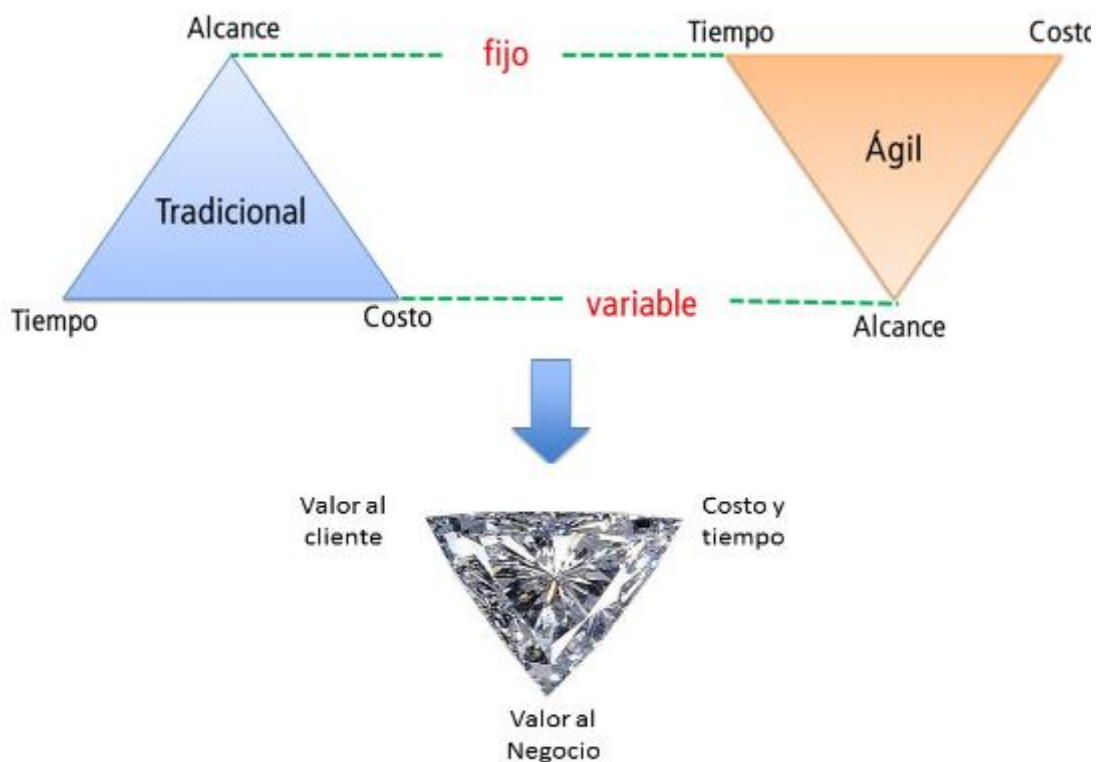 Alcance
fijo
Tiempo
Costo
Tradicional
Ágil
Tiempo
Costo
variable
Alcance
Valor al
cliente
Costo y
tiempo
Valor al
Negocio